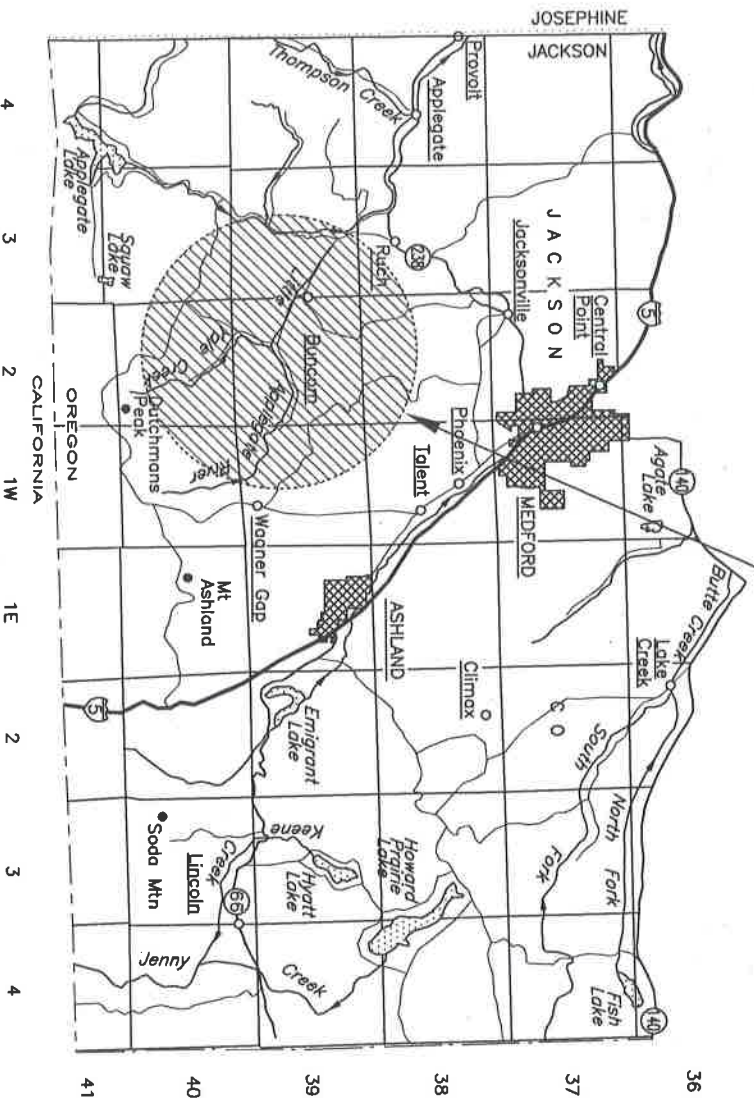 JOSEPHINE
JACKSON
36
37
38
39
40
41
4
3
2
1W
1E
2
3
4
Provolt
Applegate
Thompson Creek
Applegate
Lake
Squaw
Lake
Ruch
238
Jacksonville
JACKSON
CO
Central
Point
5
MEDFORD
Phoenix
Talent
Agate
Lake
140
Butte Creek
Lake
Creek
South
Fork
North Fork
Fish
Lake
140
Climax
ASHLAND
Emigrant
Lake
Howard
Prairie
Lake
Hyatt
Lake
Keene
Creek
Lincoln
66
Jenny
Creek
Soda Mtn
Mt
Ashland
Wagner Gap
5
Little
Applegate
River
Buncom
Yale
Creek
Dutchmans
Peak
OREGON
CALIFORNIA